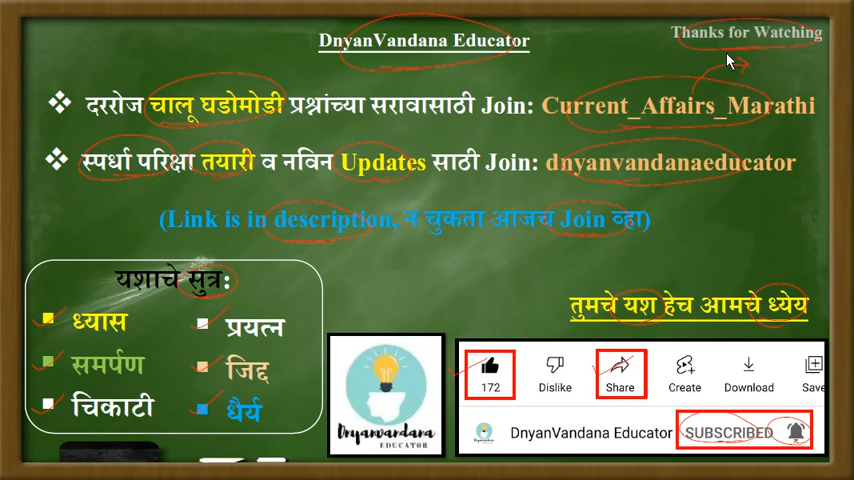 DnyanVandana Educator
Thanks for Watching
❖ दररोज चालू घडोमोडी प्रश्नांच्या सरावासाठी Join: Current_Affairs_Marathi
❖ स्पर्धा परिक्षा तयारी व नविन Updates साठी Join: dnyanvandanaeducator
(Link is in description, न चुकता आजच Join व्हा)
यशाचे सुत्र:
ध्यास
प्रयत्न
समर्पण
जिद्द
चिकाटी
धैर्य
तुमचे यश हेच आमचे ध्येय
Dnyanvandana
EDUCATOR
172 Dislike Share Create Download Save
DnyanVandana Educator SUBSCRIBED